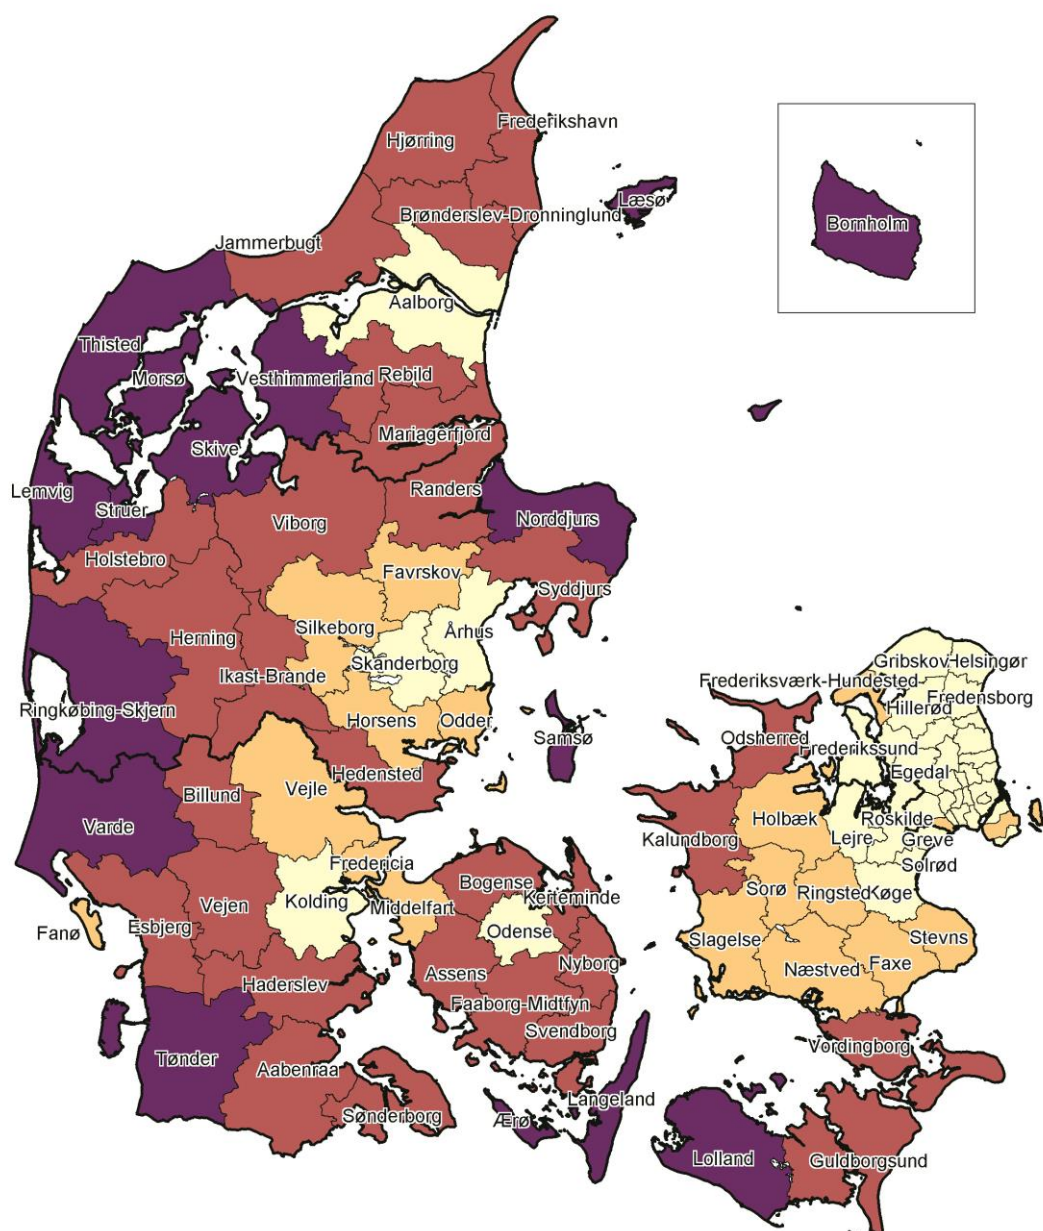 Frederikshavn
Hjørring
Læsø
Brønderslev-Dronninglund
Bornholm
Jammerbugt
Aalborg
Thisted
Morsø
Vesthimmerland
Rebild
Mariagerfjord
Skive
Lemvig
Struer
Randers
Norddjurs
Viborg
Holstebro
Favrskov
Syddjurs
Silkeborg
Århus
Herning
Skanderborg
Ikast-Brande
Gribskov
Helsingør
Frederiksværk-Hundested
Fredensborg
Hillerød
Ringkøbing-Skjern
Horsens
Odder
Samsø
Odsherred
Frederikssund
Egedal
Hedensted
Vejle
Billund
Varde
Holbæk
Roskilde
Kalundborg
Lejre
Greve
Solrød
Fredericia
Bogense
Kerteminde
Sorø
Ringsted
Køge
Vejen
Kolding
Middelfart
Fanø
Esbjerg
Odense
Slagelse
Stevns
Nyborg
Næstved
Faxe
Assens
Haderslev
Faaborg-Midtfyn
Svendborg
Vordingborg
Tønder
Aabenraa
Langeland
Sønderborg
Ærø
Lolland
Guldborgsund